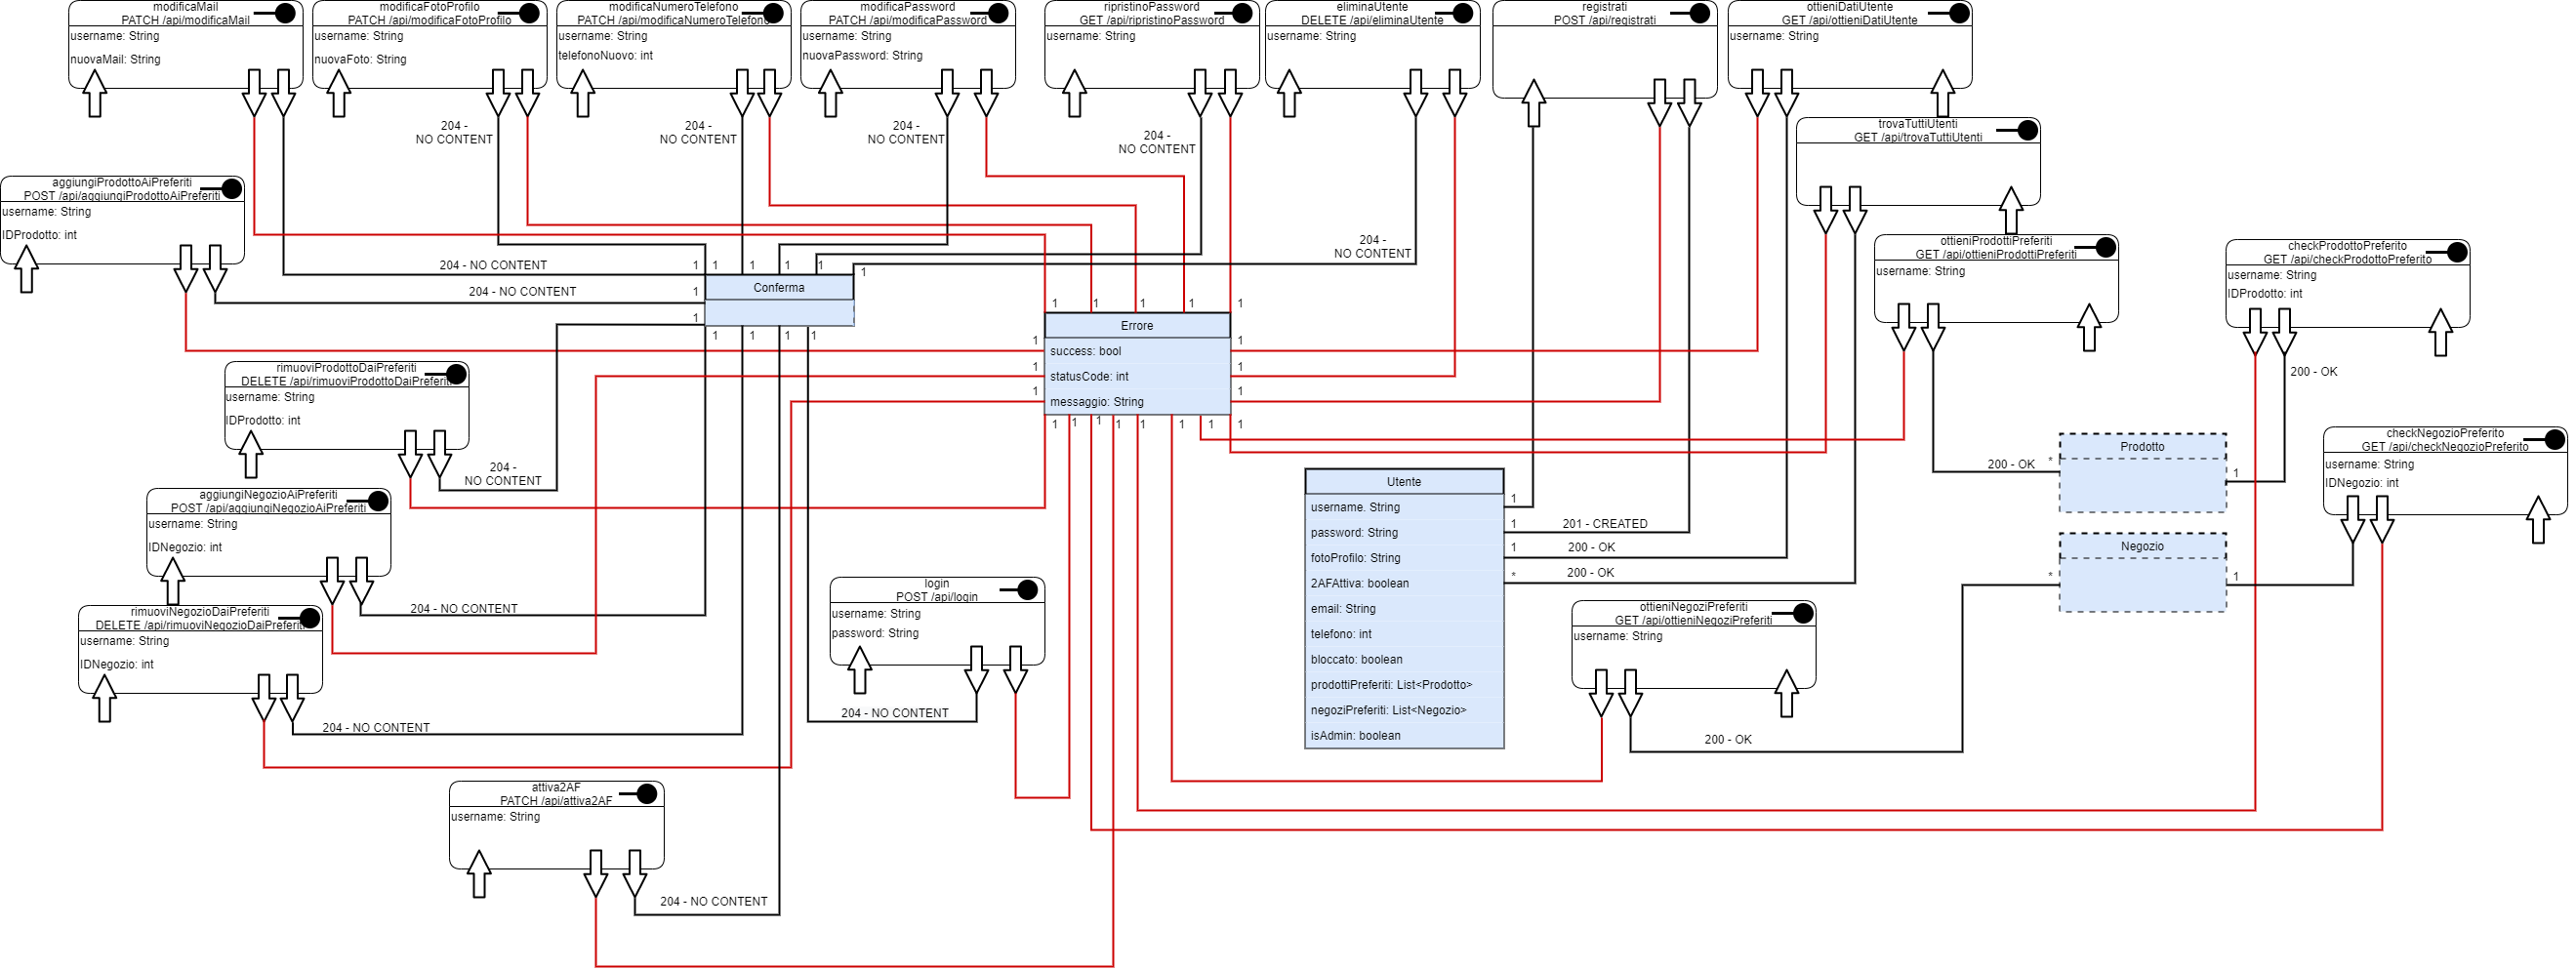 modificaMail
PATCH /api/modificaMail
username: String
nuovaMail: String
modificaFotoProfilo
PATCH /api/modificaFotoProfilo
username: String
nuovaFoto: String
modificaNumeroTelefono
PATCH /api/modificaNumeroTelefono
username: String
telefonoNuovo: int
modificaPassword
PATCH /api/modificaPassword
username: String
nuovaPassword: String
ripristinoPassword
GET /api/ripristinoPassword
username: String
eliminaUtente
DELETE /api/eliminaUtente
username: String
registrati
POST /api/registrati
ottieniDatiUtente
GET /api/ottieniDatiUtente
username: String
204 -
NO CONTENT
204 -
NO CONTENT
204 -
NO CONTENT
204 -
NO CONTENT
trovaTuttiUtenti
GET /api/trovaTuttiUtenti
aggiungiProdottoAiPreferiti
POST /api/aggiungiProdottoAiPreferiti
username: String
IDProdotto: int
204 -
NO CONTENT
ottieniProdottiPreferiti
GET /api/ottieniProdottiPreferiti
username: String
checkProdottoPreferito
GET /api/checkProdottoPreferito
username: String
IDProdotto: int
204 - NO CONTENT
1 1 1 1 1 1
204 - NO CONTENT
1
Conferma
1
1 1 1 1
1 1 1 1 1
Errore
success: bool
statusCode: int
messaggio: String
1 1
1 1
1 1
1 1 1 1 1 1 1 1
rimuoviProdottoDaiPreferiti
DELETE /api/rimuoviProdottoDaiPreferiti
username: String
IDProdotto: int
200 - OK
204 -
NO CONTENT
checkNegozioPreferito
GET /api/checkNegozioPreferito
username: String
IDNegozio: int
Prodotto
200 - OK
*
1
aggiungiNegozioAiPreferiti
POST /api/aggiungiNegozioAiPreferiti
username: String
IDNegozio: int
204 - NO CONTENT
Utente
username. String
password: String
fotoProfilo: String
2AFAttiva: boolean
email: String
telefono: int
bloccato: boolean
prodottiPreferiti: List<Prodotto>
negoziPreferiti: List<Negozio>
isAdmin: boolean
1
1
201 - CREATED
1
200 - OK
*
200 - OK
Negozio
*
1
login
POST /api/login
username: String
password: String
204 - NO CONTENT
rimuoviNegozioDaiPreferiti
DELETE /api/rimuoviNegozioDaiPreferiti
username: String
IDNegozio: int
204 - NO CONTENT
ottieniNegoziPreferiti
GET /api/ottieniNegoziPreferiti
username: String
200 - OK
attiva2AF
PATCH /api/attiva2AF
username: String
204 - NO CONTENT